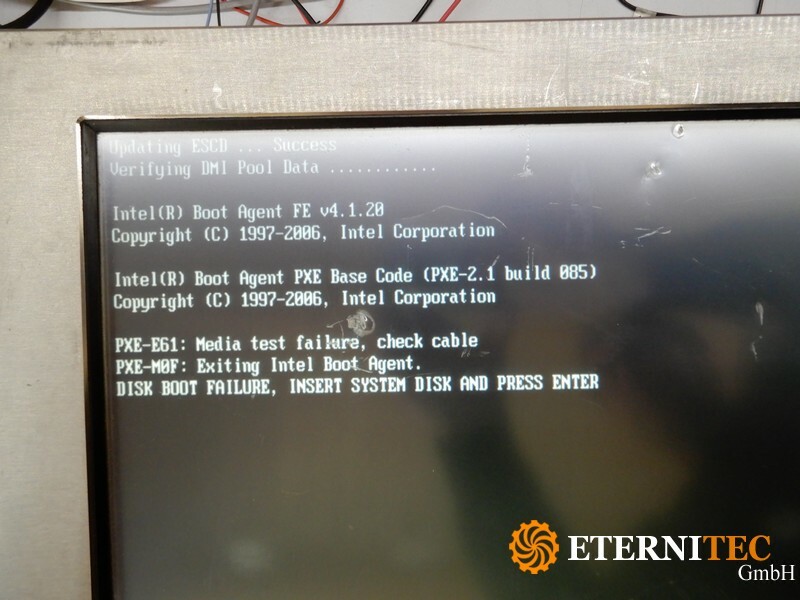 Updating ESCD ... Success
Verifying DMI Pool Data ............
Intel(R) Boot Agent FE v4.1.20
Copyright (C) 1997-2006, Intel Corporation
Intel(R) Boot Agent PXE Base Code (PXE-2.1 build 085)
Copyright (C) 1997-2006, Intel Corporation
PXE-E61: Media test failure, check cable
PXE-M0F: Exiting Intel Boot Agent.
DISK BOOT FAILURE, INSERT SYSTEM DISK AND PRESS ENTER
ETERNITEC
GmbH